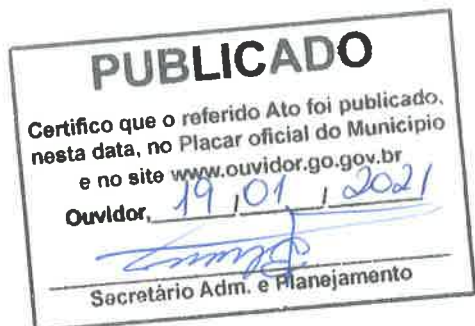 PUBLICADO
Certifico que o referido Ato foi publicado,
nesta data, no Placar oficial do Município
e no site www.ouvidor.go.gov.br
Ouvidor, 19 / 01 / 2021
Secretário Adm. e Planejamento